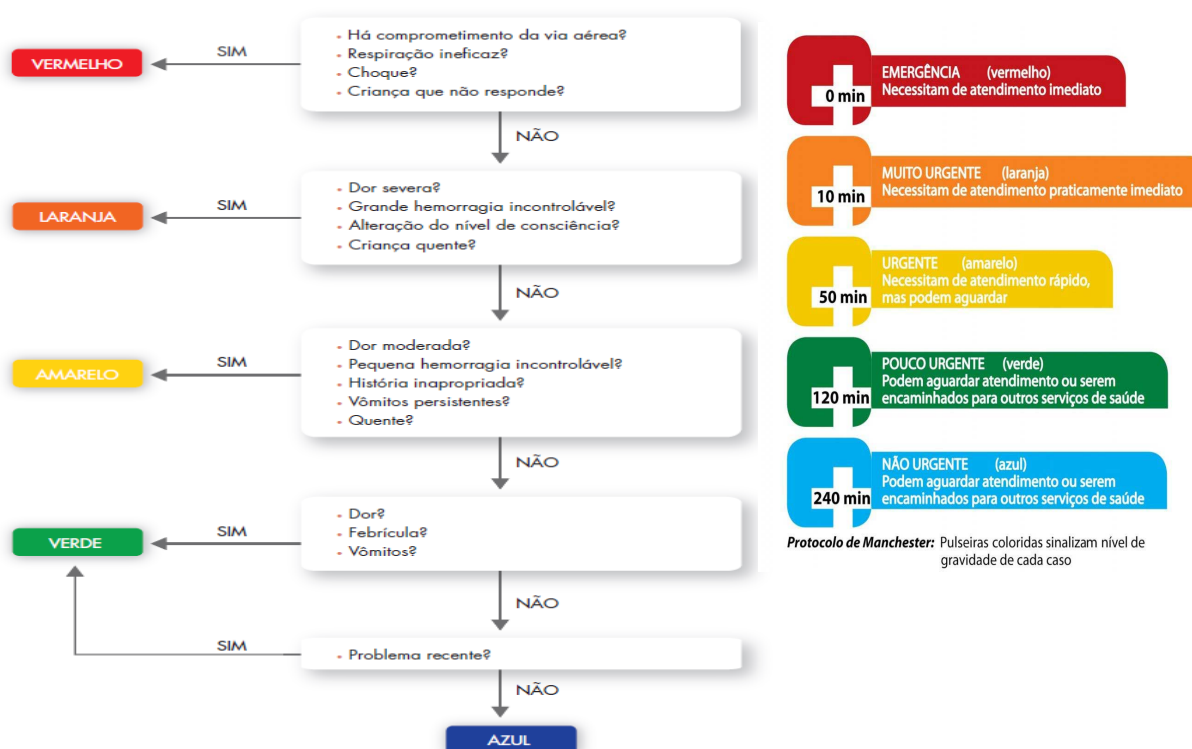 • Há comprometimento da via aérea?
• Respiração ineficaz?
• Choque?
• Criança que não responde?
SIM
VERMELHO
NÃO
• Dor severa?
• Grande hemorragia incontrolável?
• Alteração do nível de consciência?
• Criança quente?
SIM
LARANJA
NÃO
• Dor moderada?
• Pequena hemorragia incontrolável?
• História inapropriada?
• Vômitos persistentes?
• Quente?
SIM
AMARELO
NÃO
• Dor?
• Febrícula?
• Vômitos?
SIM
VERDE
NÃO
• Problema recente?
SIM
NÃO
AZUL
0 min
EMERGÊNCIA (vermelho)
Necessitam de atendimento imediato
10 min
MUITO URGENTE (laranja)
Necessitam de atendimento praticamente imediato
50 min
URGENTE (amarelo)
Necessitam de atendimento rápido,
mas podem aguardar
120 min
POUCO URGENTE (verde)
Podem aguardar atendimento ou serem
encaminhados para outros serviços de saúde
240 min
NÃO URGENTE (azul)
Podem aguardar atendimento ou serem
encaminhados para outros serviços de saúde
Protocolo de Manchester: Pulseiras coloridas sinalizam nível de
gravidade de cada caso